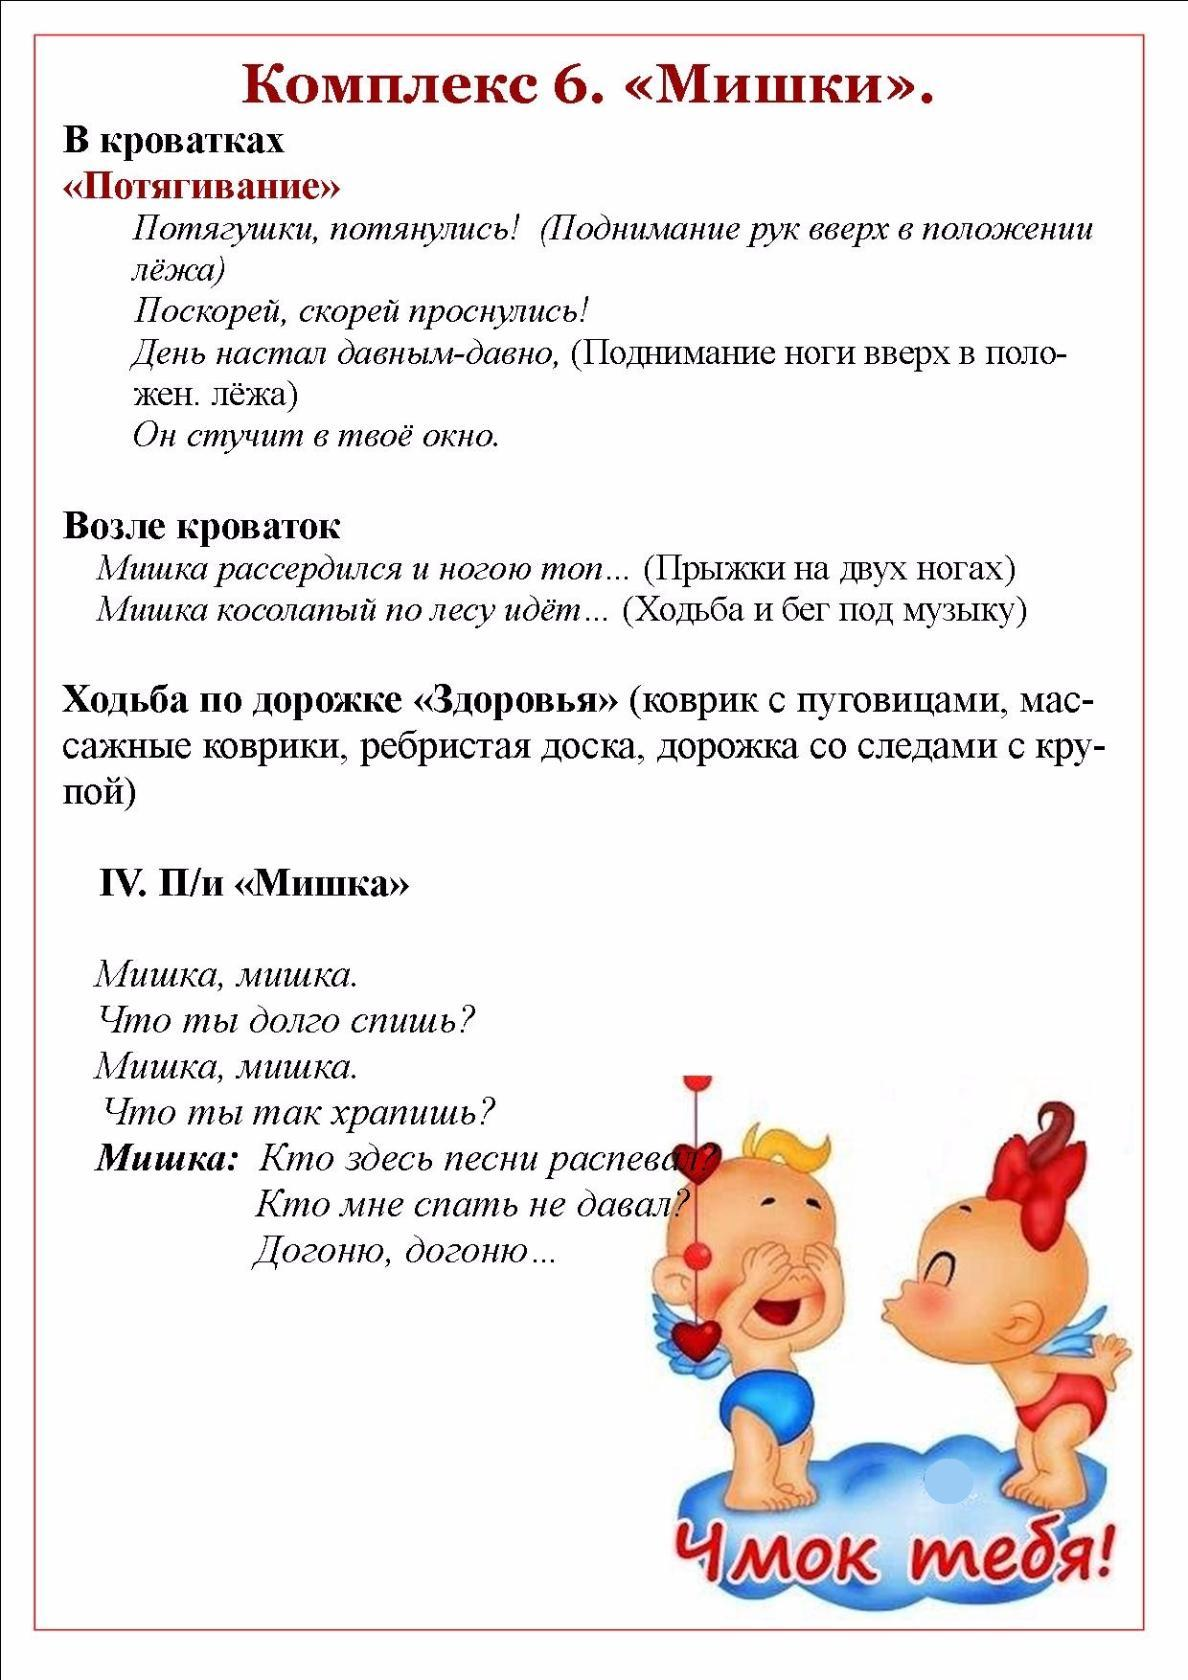 Комплекс 6. «Мишки».
В кроватках
«Потягивание»
Потягушки, потянулись! (Поднимание рук вверх в положении
лёжа)
Поскорей, скорей проснулись!
День настал давным-давно, (Поднимание ноги вверх в поло-
жен. лёжа)
Он стучит в твоё окно.
Возле кроваток
Мишка рассердился и ногою топ... (Прыжки на двух ногах)
Мишка косолапый по лесу идёт... (Ходьба и бег под музыку)
Ходьба по дорожке «Здоровья» (коврик с пуговицами, мас-
сажные коврики, ребристая доска, дорожка со следами с кру-
пой)
IV. П/и «Мишка»
Мишка, мишка.
Что ты долго спишь?
Мишка, мишка.
Что ты так храпишь?
Мишка: Кто здесь песни распевал?
Кто мне спать не давал?
Догоню, догоню...
Чмок тебя!